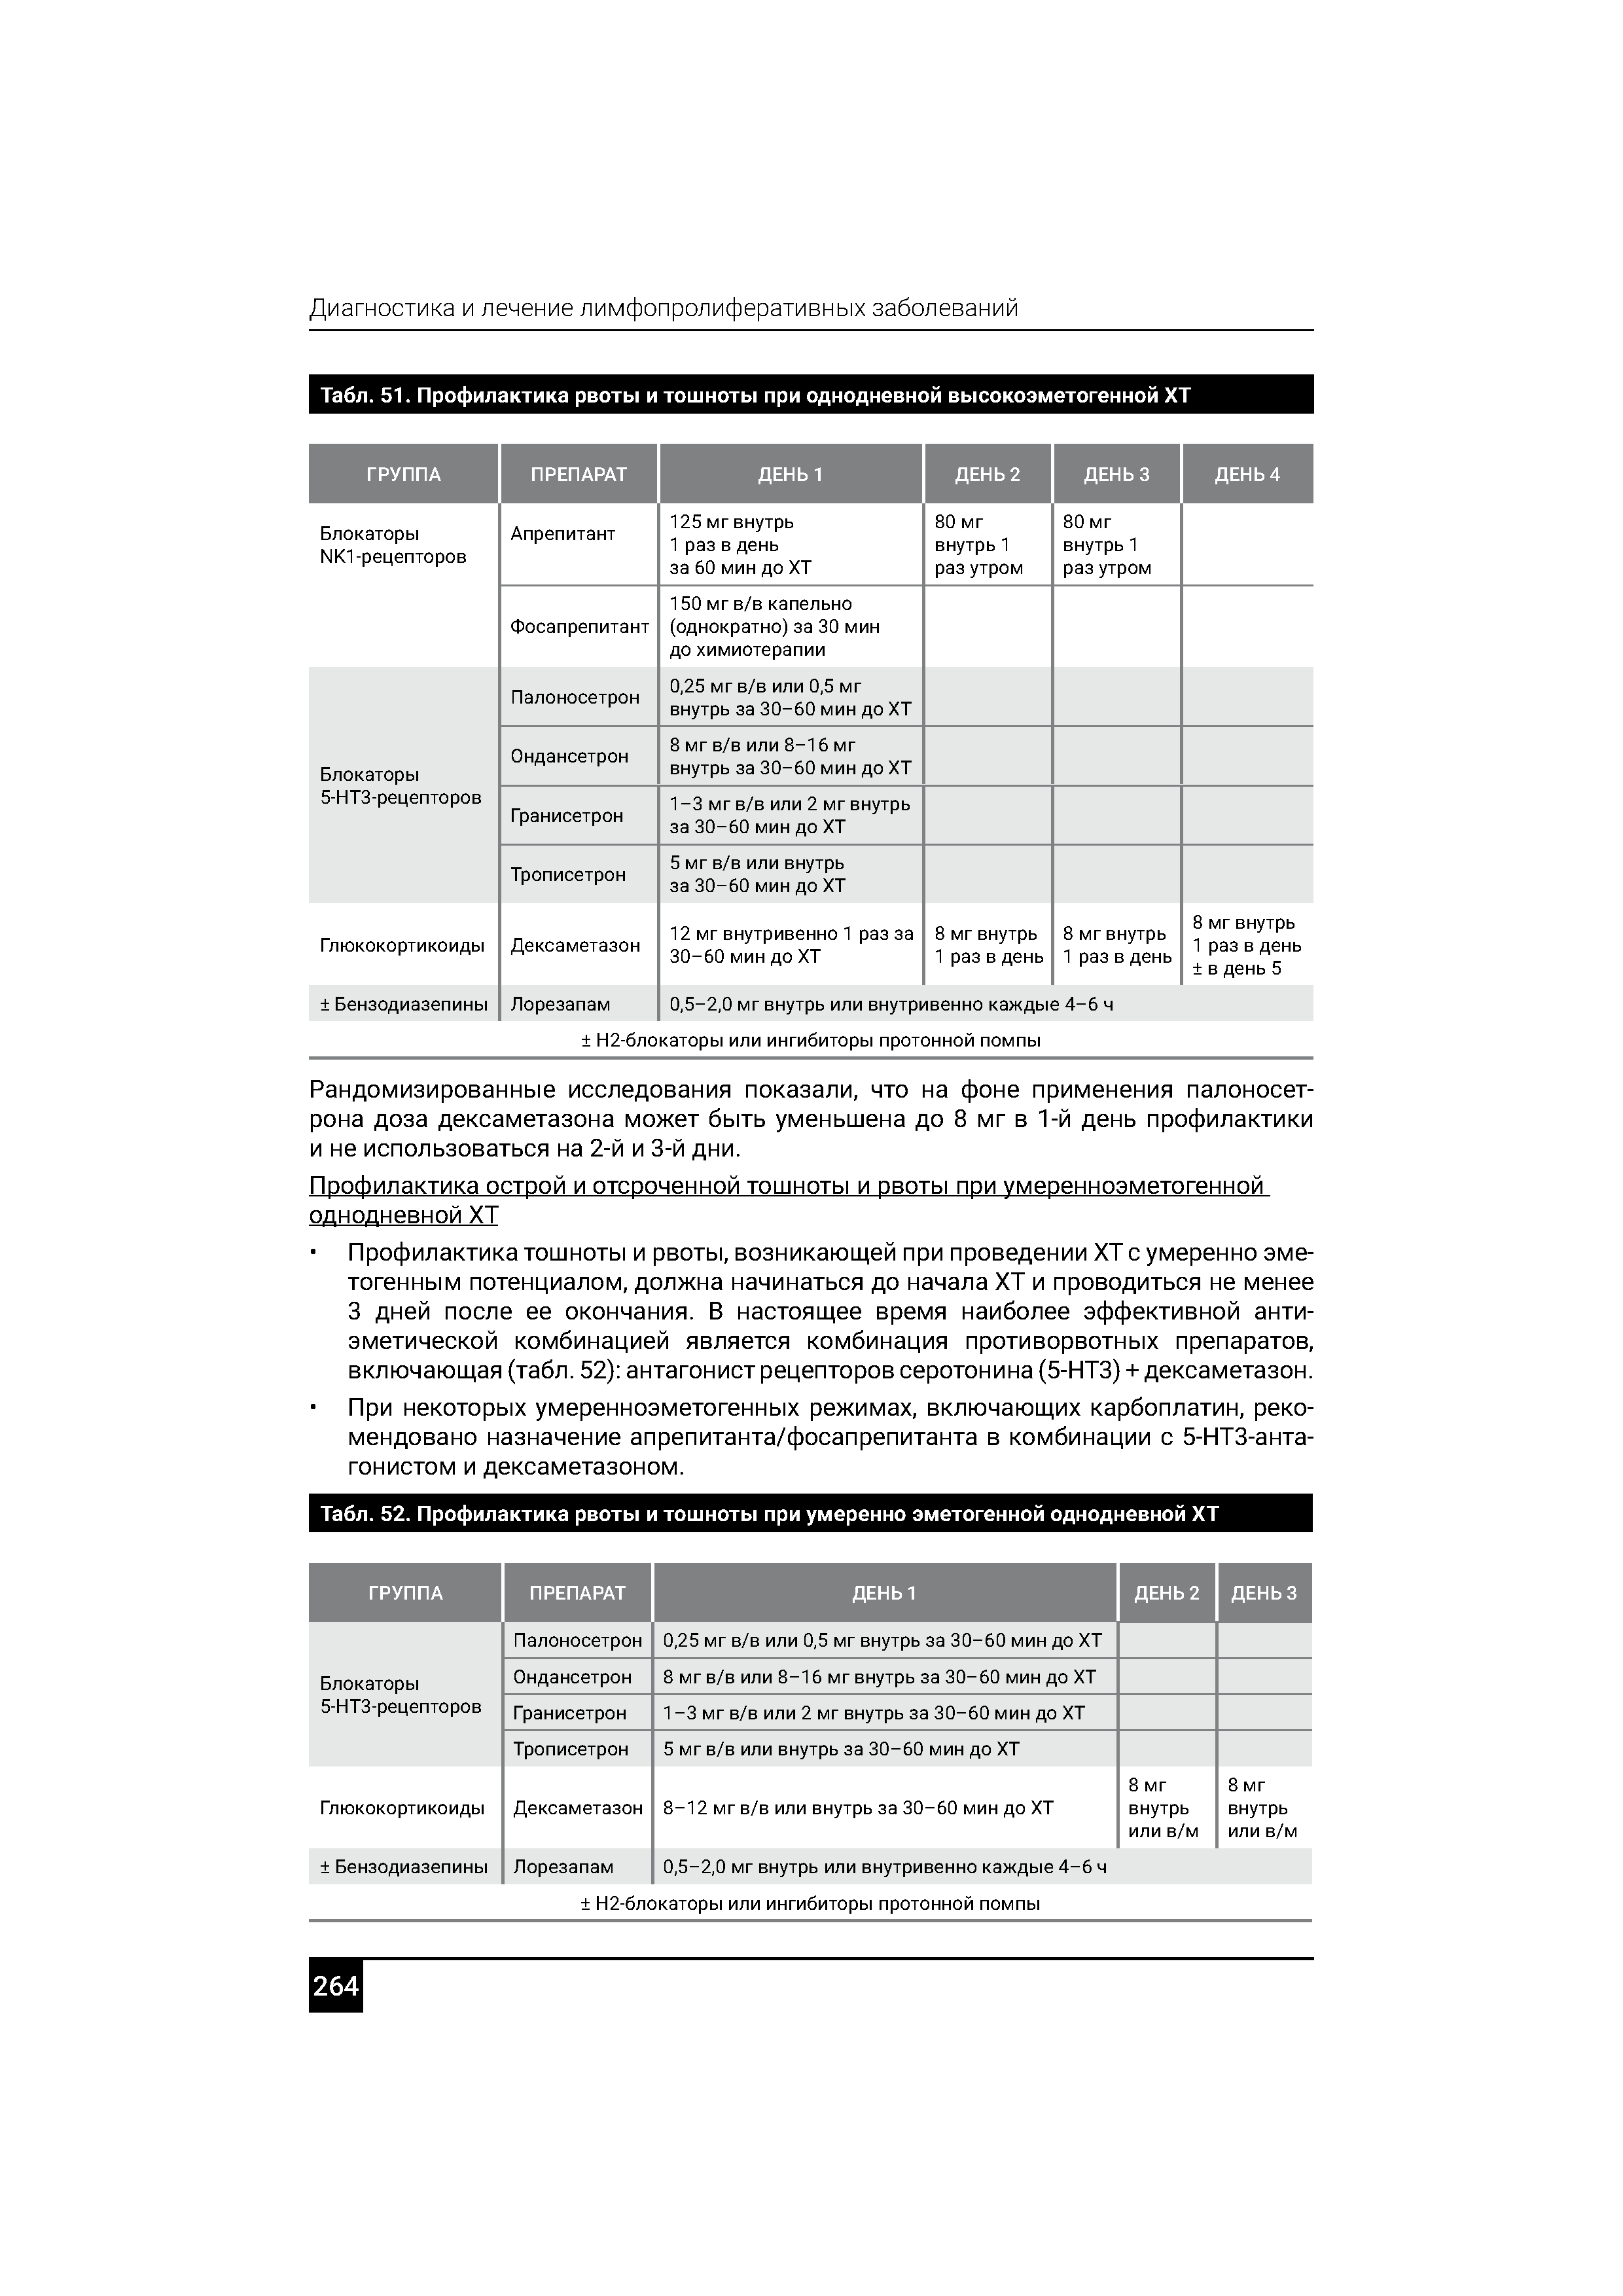 Диагностика и лечение лимфопролиферативных заболеваний
Табл. 51. Профилактика рвоты и тошноты при однодневной высокоэметогенной ХТ
ГРУППА ПРЕПАРАТ ДЕНЬ 1 ДЕНЬ 2 ДЕНЬ 3 ДЕНЬ 4
Блокаторы
NK1-рецепторов
Апрепитант
125 мг внутрь
1 раз в день
за 60 мин до ХТ
80 мг
внутрь 1
раз утром
80 мг
внутрь 1
раз утром
Фосапрепитант
150 мг в/в капельно
(однократно) за 30 мин
до химиотерапии
Блокаторы
5-НТ3-рецепторов
Палоносетрон
0,25 мг в/в или 0,5 мг
внутрь за 30–60 мин до ХТ
Ондансетрон
8 мг в/в или 8–16 мг
внутрь за 30–60 мин до ХТ
Гранисетрон
1–3 мг в/в или 2 мг внутрь
за 30–60 мин до ХТ
Трописетрон
5 мг в/в или внутрь
за 30–60 мин до ХТ
Глюкокортикоиды
Дексаметазон
12 мг внутривенно 1 раз за
30–60 мин до ХТ
8 мг внутрь
1 раз в день
8 мг внутрь
1 раз в день
8 мг внутрь
1 раз в день
± в день 5
± Бензодиазепины Лорезапам 0,5–2,0 мг внутрь или внутривенно каждые 4–6 ч
± Н2-блокаторы или ингибиторы протонной помпы
Рандомизированные исследования показали, что на фоне применения палоносет-
рона доза дексаметазона может быть уменьшена до 8 мг в 1-й день профилактики
и не использоваться на 2-й и 3-й дни.
Профилактика острой и отсроченной тошноты и рвоты при умеренноэметогенной
однодневной ХТ
• Профилактика тошноты и рвоты, возникающей при проведении ХТ с умеренно эме-
тогенным потенциалом, должна начинаться до начала ХТ и проводиться не менее
3 дней после ее окончания. В настоящее время наиболее эффективной анти-
эметической комбинацией является комбинация противорвотных препаратов,
включающая (табл. 52): антагонист рецепторов серотонина (5-НТ3) + дексаметазон.
• При некоторых умеренноэметогенных режимах, включающих карбоплатин, реко-
мендовано назначение апрепитанта/фосапрепитанта в комбинации с 5-НТ3-анта-
гонистом и дексаметазоном.
Табл. 52. Профилактика рвоты и тошноты при умеренно эметогенной однодневной ХТ
ГРУППА ПРЕПАРАТ ДЕНЬ 1 ДЕНЬ 2 ДЕНЬ 3
Блокаторы
5-НТ3-рецепторов
Палоносетрон 0,25 мг в/в или 0,5 мг внутрь за 30–60 мин до ХТ
Ондансетрон 8 мг в/в или 8–16 мг внутрь за 30–60 мин до ХТ
Гранисетрон 1–3 мг в/в или 2 мг внутрь за 30–60 мин до ХТ
Трописетрон 5 мг в/в или внутрь за 30–60 мин до ХТ
Глюкокортикоиды Дексаметазон 8–12 мг в/в или внутрь за 30–60 мин до ХТ
8 мг
внутрь
или в/м
8 мг
внутрь
или в/м
± Бензодиазепины Лорезапам 0,5–2,0 мг внутрь или внутривенно каждые 4–6 ч
± Н2-блокаторы или ингибиторы протонной помпы
264